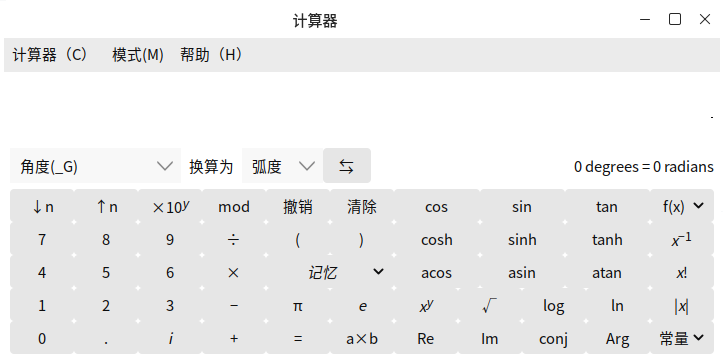 计算器
计算器（C） 模式(M) 帮助（H）
角度(_G) 换算为 弧度 ⇆ 0 degrees = 0 radians
↓n ↑n ×10ʸ mod 撤销 清除 cos sin tan f(x)
7 8 9 ÷ ( ) cosh sinh tanh x⁻¹
4 5 6 × 记忆 acos asin atan x!
1 2 3 − π e xʸ √ log ln |x|
0 . i + = a×b Re Im conj Arg 常量